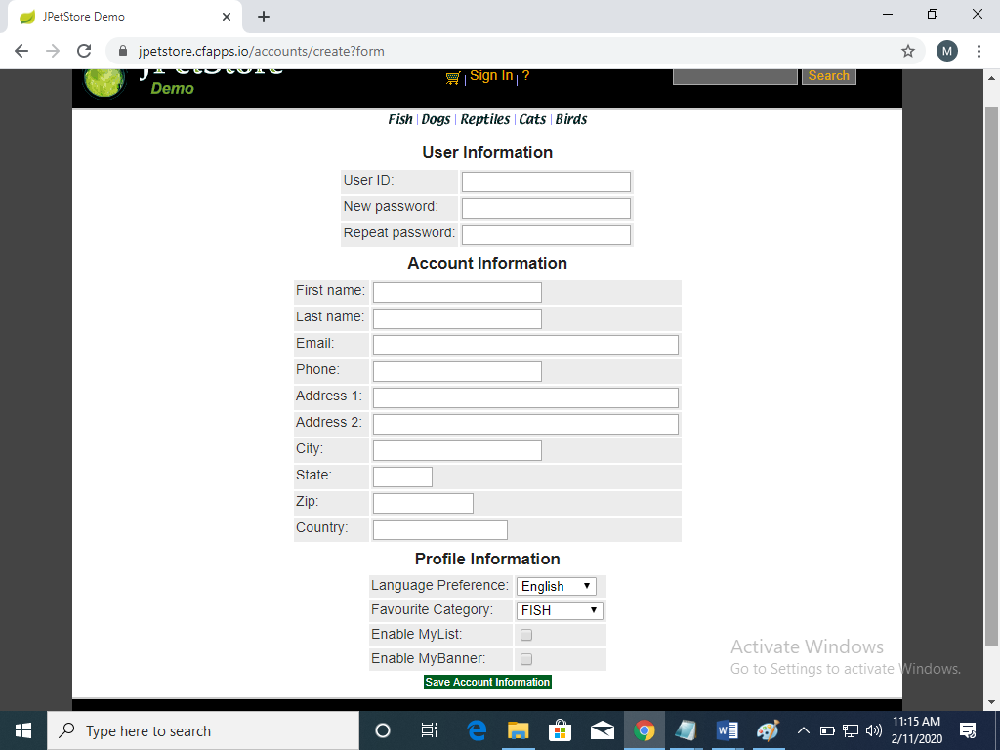 JPetStore Demo
jpetstore.cfapps.io/accounts/create?form
M
JPetStore
Demo
Sign In | ?
Search
Fish | Dogs | Reptiles | Cats | Birds
User Information
User ID:
New password:
Repeat password:
Account Information
First name:
Last name:
Email:
Phone:
Address 1:
Address 2:
City:
State:
Zip:
Country:
Profile Information
Language Preference: English
Favourite Category: FISH
Enable MyList:
Enable MyBanner:
Save Account Information
Activate Windows
Go to Settings to activate Windows.
Type here to search
11:15 AM
2/11/2020